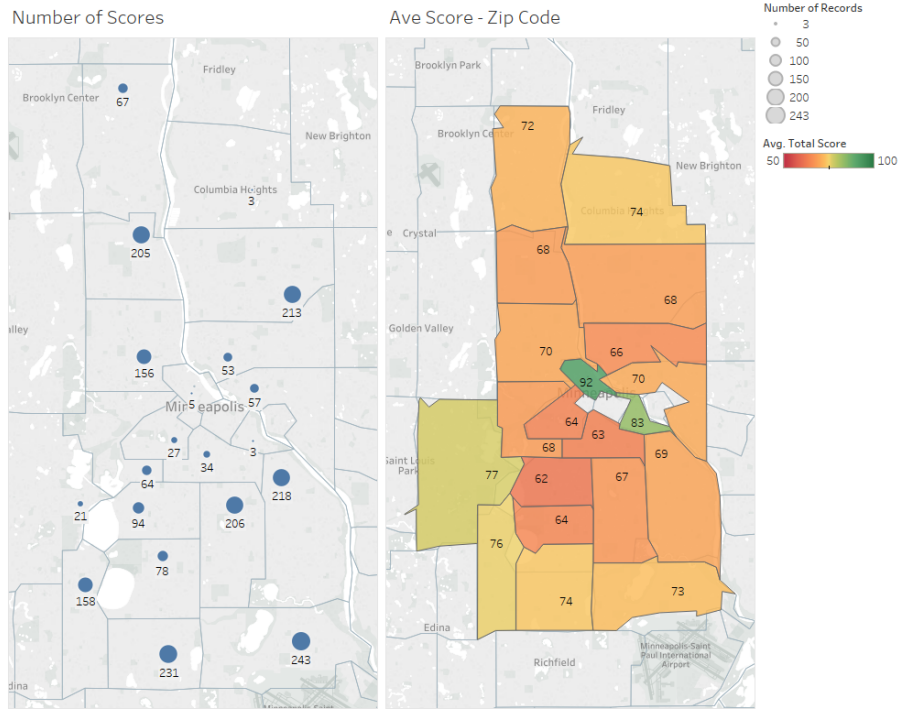 Number of Scores
Ave Score - Zip Code
Number of Records
3
50
100
150
200
243
Avg. Total Score
50
100
Fridley
Brooklyn Center
67
New Brighton
Columbia Heights
3
205
213
alley
156
53
5
57
Min eapolis
27
3
34
64
218
21
94
206
78
158
231
243
dina
Brooklyn Park
72
Fridley
Brooklyn Center
New Brighton
74
Columbia Heights
e
Crystal
68
68
Golden Valley
70
66
92
70
Minneapolis
64
83
63
68
69
Saint Louis
Park
77
62
67
64
76
74
73
Edina
Richfield
Minneapolis-Saint
Paul International
Airport